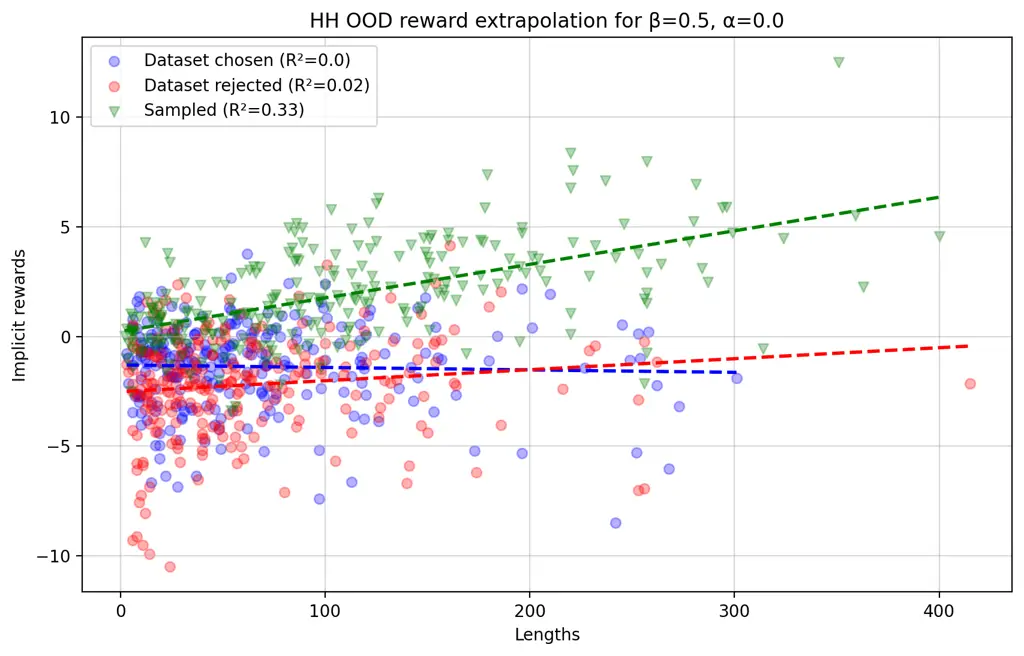 HH OOD reward extrapolation for β=0.5, α=0.0
Dataset chosen (R²=0.0)
Dataset rejected (R²=0.02)
Sampled (R²=0.33)
Implicit rewards
10
5
0
−5
−10
0
100
200
300
400
Lengths